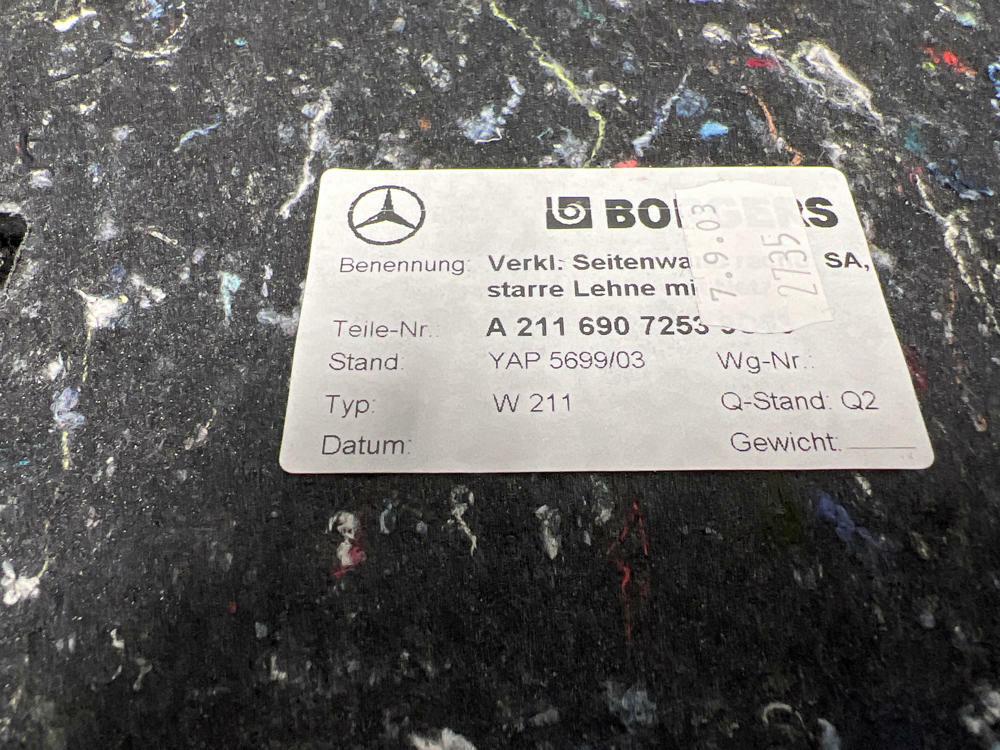 BORGERS
Benennung: Verkl. Seitenwa SA,
starre Lehne mi
Teile-Nr.: A 211 690 7253
Stand: YAP 5699/03 Wg-Nr.:
Typ: W 211 Q-Stand: Q2
Datum: Gewicht:
7.9.03
2735